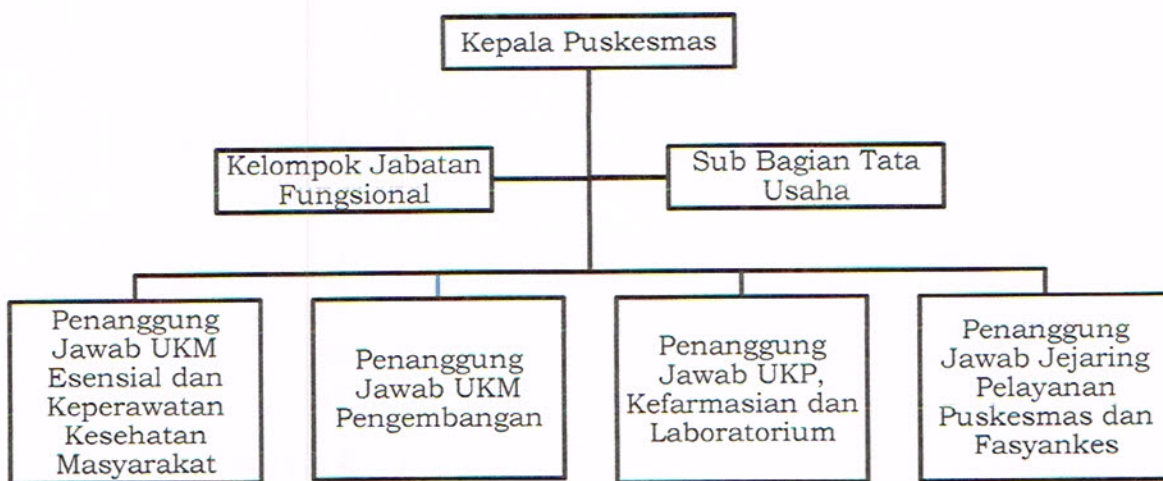 Kepala Puskesmas
Kelompok Jabatan
Fungsional
Sub Bagian Tata
Usaha
Penanggung
Jawab UKM
Esensial dan
Keperawatan
Kesehatan
Masyarakat
Penanggung
Jawab UKM
Pengembangan
Penanggung
Jawab UKP,
Kefarmasian dan
Laboratorium
Penanggung
Jawab Jejaring
Pelayanan
Puskesmas dan
Fasyankes